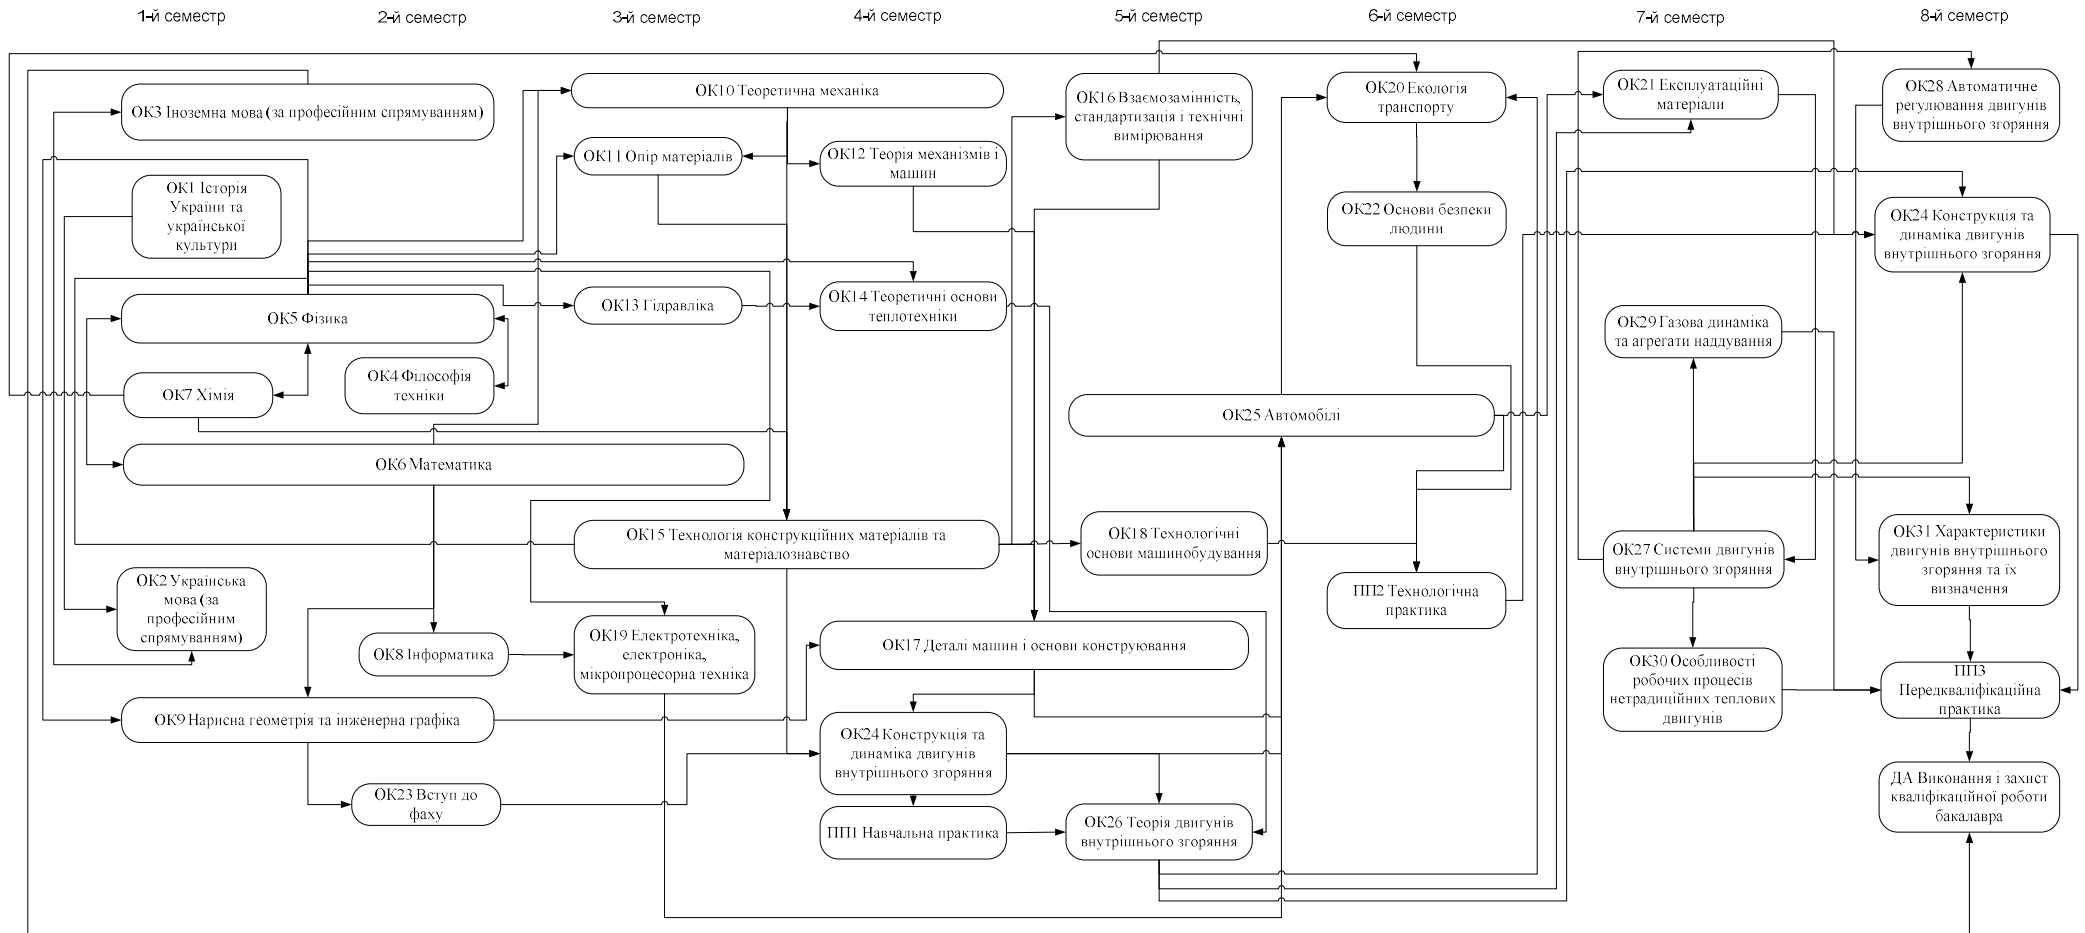 1-й семестр
2-й семестр
3-й семестр
4-й семестр
5-й семестр
6-й семестр
7-й семестр
8-й семестр
ОК3 Іноземна мова (за професійним спрямуванням)
ОК1 Історія
України та
української
культури
ОК5 Фізика
ОК7 Хімія
ОК4 Філософія
техніки
ОК6 Математика
ОК2 Українська
мова (за
професійним
спрямуванням)
ОК8 Інформатика
ОК9 Нарисна геометрія та інженерна графіка
ОК23 Вступ до
фаху
ОК10 Теоретична механіка
ОК11 Опір матеріалів
ОК12 Теорія механізмів і
машин
ОК13 Гідравліка
ОК14 Теоретичні основи
теплотехніки
ОК15 Технологія конструкційних матеріалів та
матеріалознавство
ОК19 Електротехніка,
електроніка,
мікропроцесорна техніка
ОК17 Деталі машин і основи конструювання
ОК24 Конструкція та
динаміка двигунів
внутрішнього згоряння
ПП1 Навчальна практика
ОК16 Взаємозамінність,
стандартизація і технічні
вимірювання
ОК25 Автомобілі
ОК18 Технологічні
основи машинобудування
ОК26 Теорія двигунів
внутрішнього згоряння
ОК20 Екологія
транспорту
ОК22 Основи безпеки
людини
ПП2 Технологічна
практика
ОК21 Експлуатаційні
матеріали
ОК29 Газова динаміка
та агрегати наддування
ОК27 Системи двигунів
внутрішнього згоряння
ОК30 Особливості
робочих процесів
нетрадиційних теплових
двигунів
ОК28 Автоматичне
регулювання двигунів
внутрішнього згоряння
ОК24 Конструкція та
динаміка двигунів
внутрішнього згоряння
ОК31 Характеристики
двигунів внутрішнього
згоряння та їх
визначення
ПП3
Передкваліфікаційна
практика
ДА Виконання і захист
кваліфікаційної роботи
бакалавра